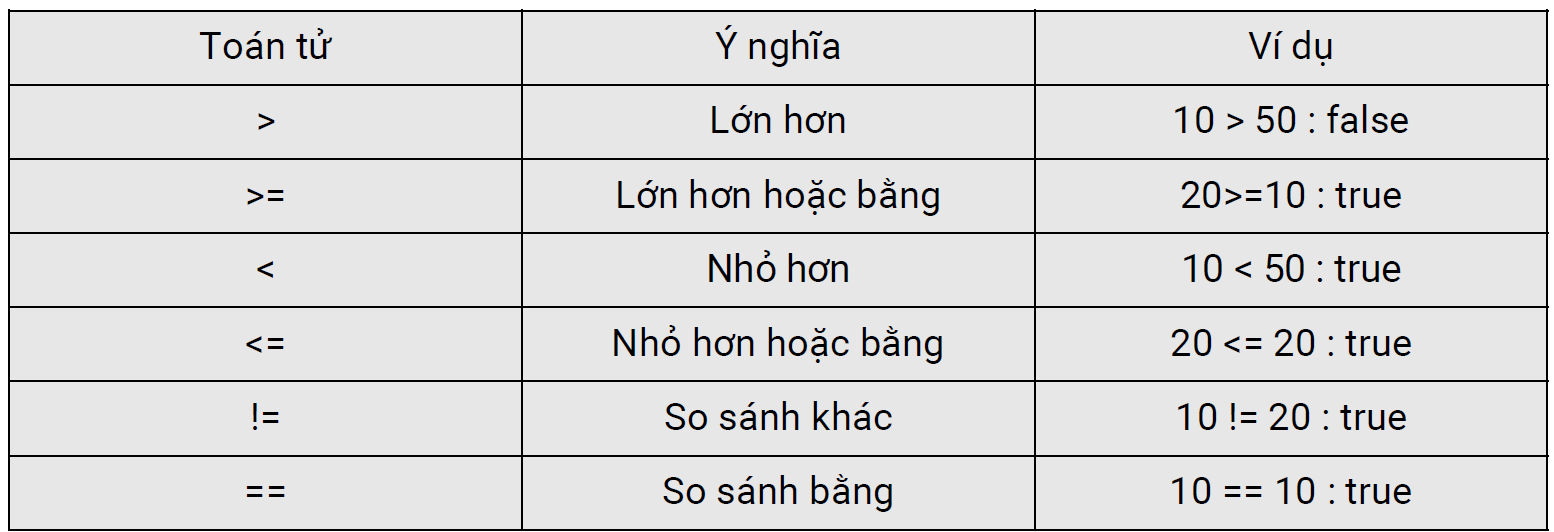 Toán tử Ý nghĩa Ví dụ
> Lớn hơn 10 > 50 : false
>= Lớn hơn hoặc bằng 20>=10 : true
< Nhỏ hơn 10 < 50 : true
<= Nhỏ hơn hoặc bằng 20 <= 20 : true
!= So sánh khác 10 != 20 : true
== So sánh bằng 10 == 10 : true